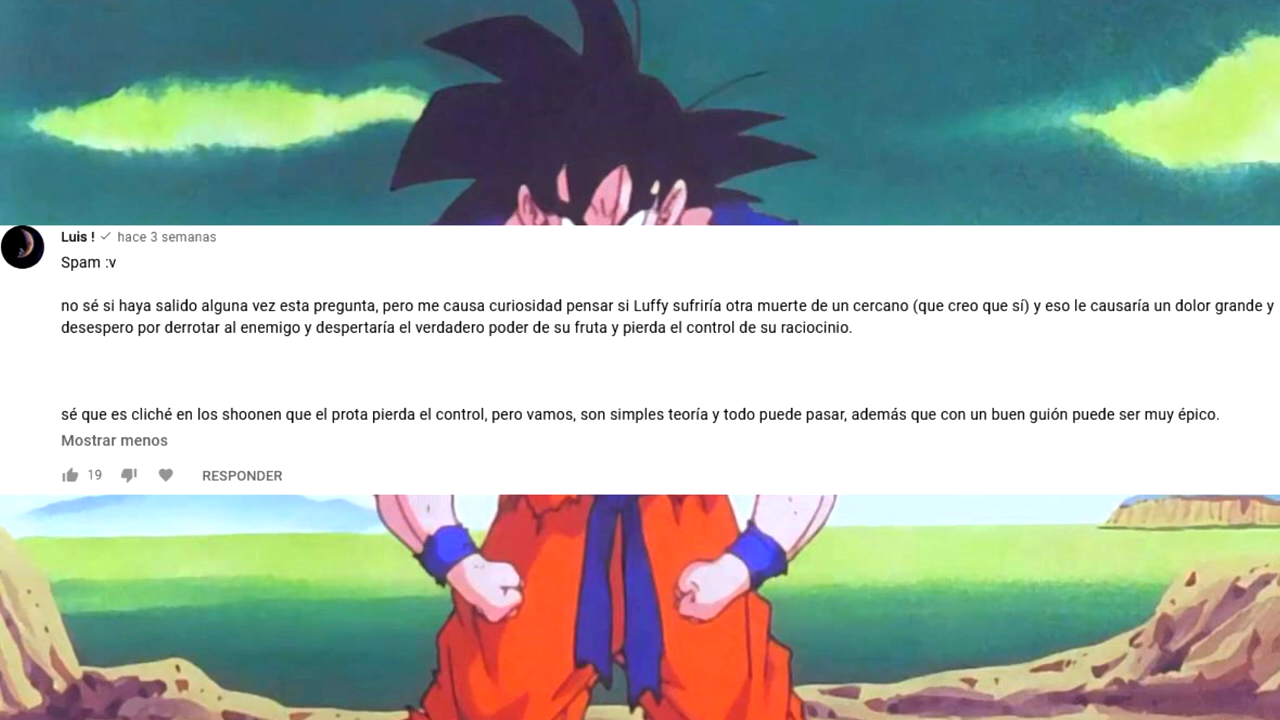 Luis ! ✓ hace 3 semanas
Spam :v
no sé si haya salido alguna vez esta pregunta, pero me causa curiosidad pensar si Luffy sufriría otra muerte de un cercano (que creo que sí) y eso le causaría un dolor grande y
desespero por derrotar al enemigo y despertaría el verdadero poder de su fruta y pierda el control de su raciocinio.
sé que es cliché en los shoonen que el prota pierda el control, pero vamos, son simples teoría y todo puede pasar, además que con un buen guión puede ser muy épico.
Mostrar menos
19 RESPONDER